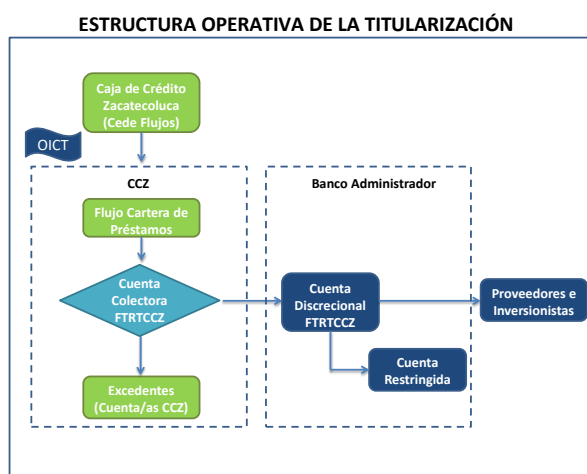 ESTRUCTURA OPERATIVA DE LA TITULARIZACIÓN
Caja de Crédito
Zacatecoluca
(Cede Flujos)
OICT
CCZ
Banco Administrador
Flujo Cartera de
Préstamos
Cuenta
Colectora
FTRTCCZ
Cuenta
Discrecional
FTRTCCZ
Proveedores e
Inversionistas
Cuenta
Restringida
Excedentes
(Cuenta/as CCZ)